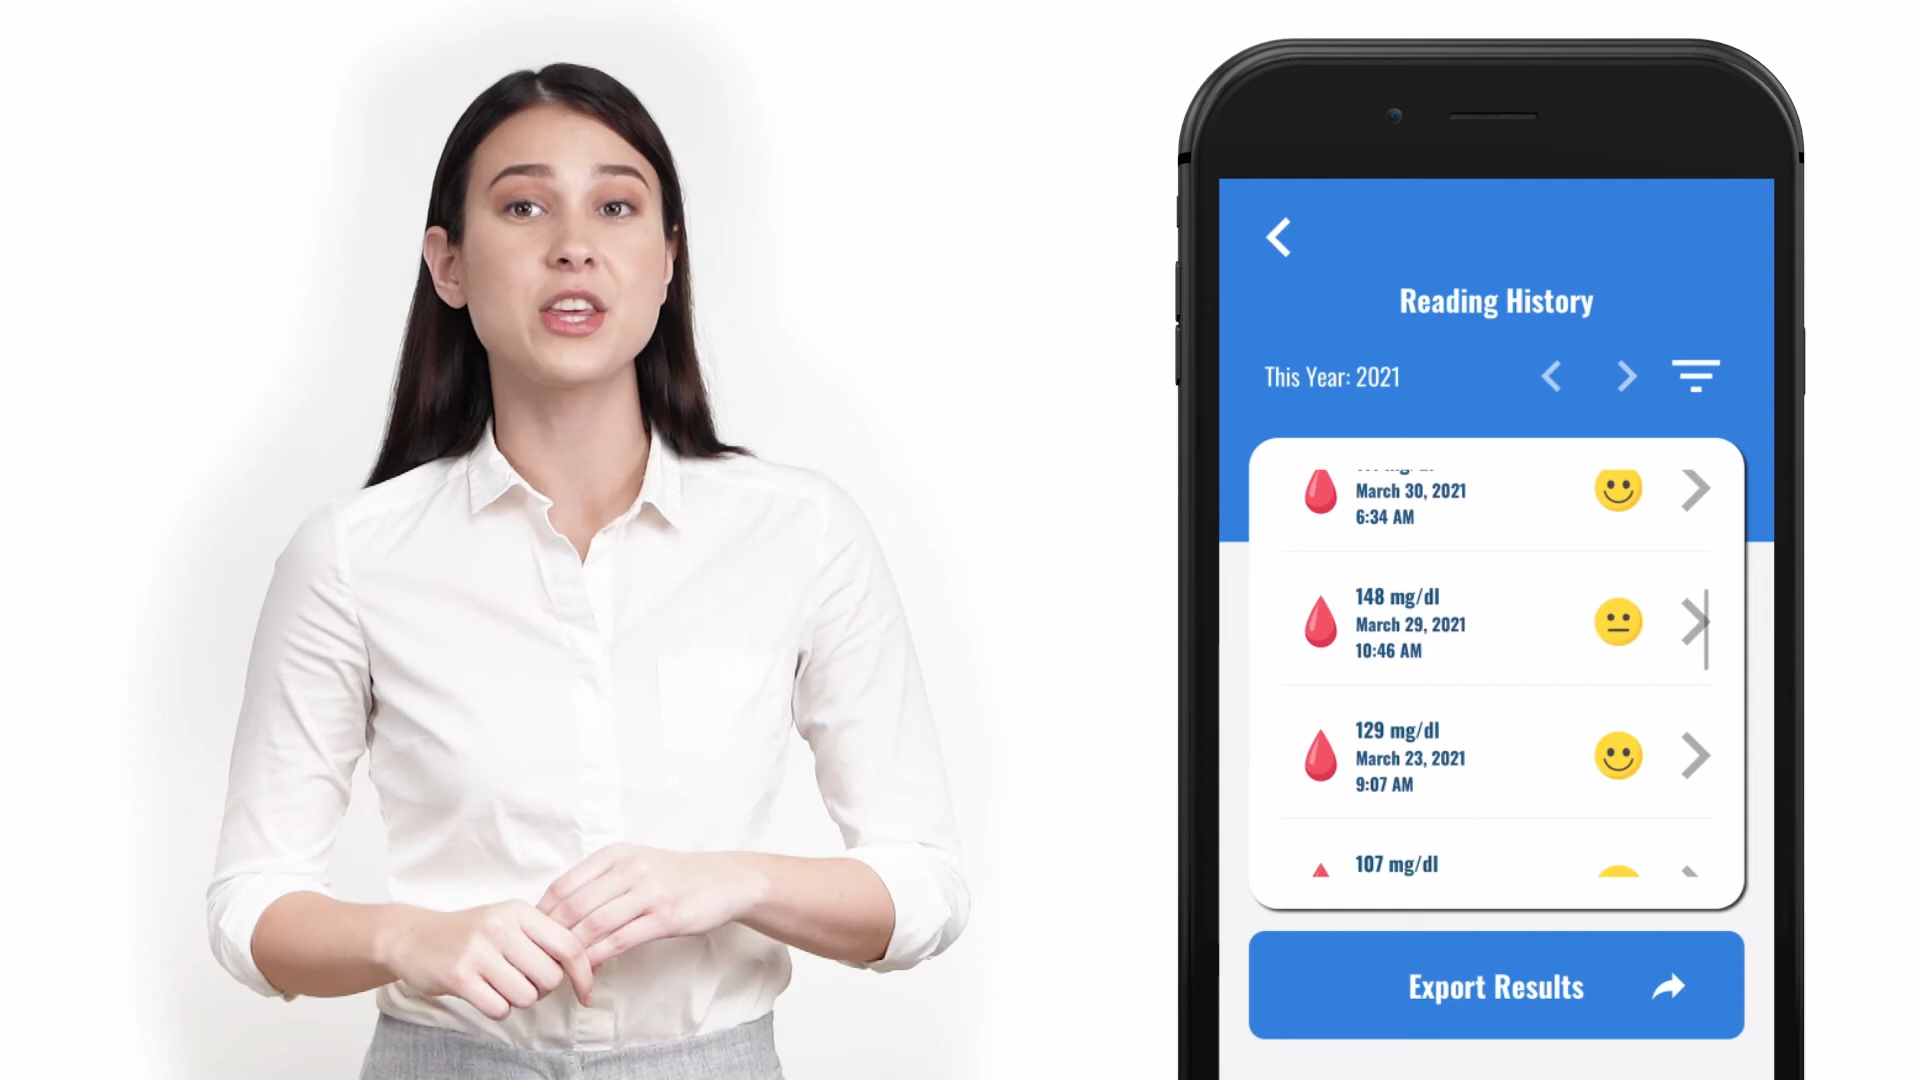 Reading History
This Year: 2021
March 30, 2021
6:34 AM
148 mg/dl
March 29, 2021
10:46 AM
129 mg/dl
March 23, 2021
9:07 AM
107 mg/dl
Export Results